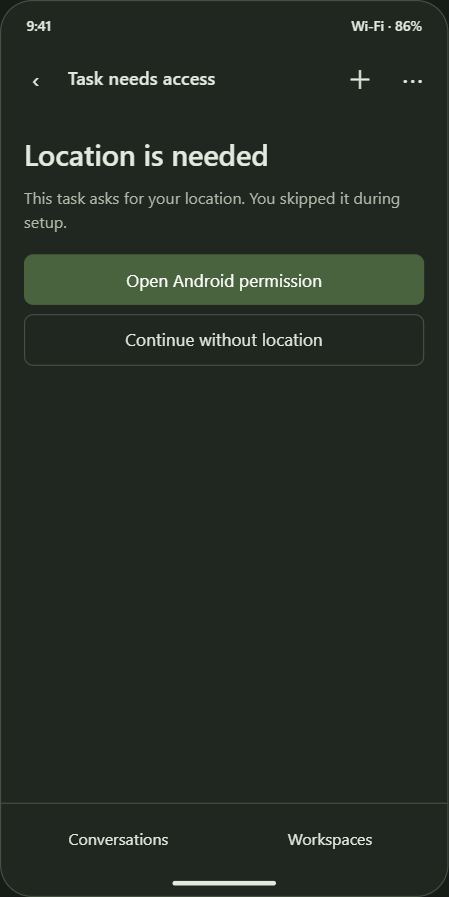 9:41 Wi-Fi · 86%
‹ Task needs access + ...
Location is needed
This task asks for your location. You skipped it during
setup.
Open Android permission
Continue without location
Conversations Workspaces